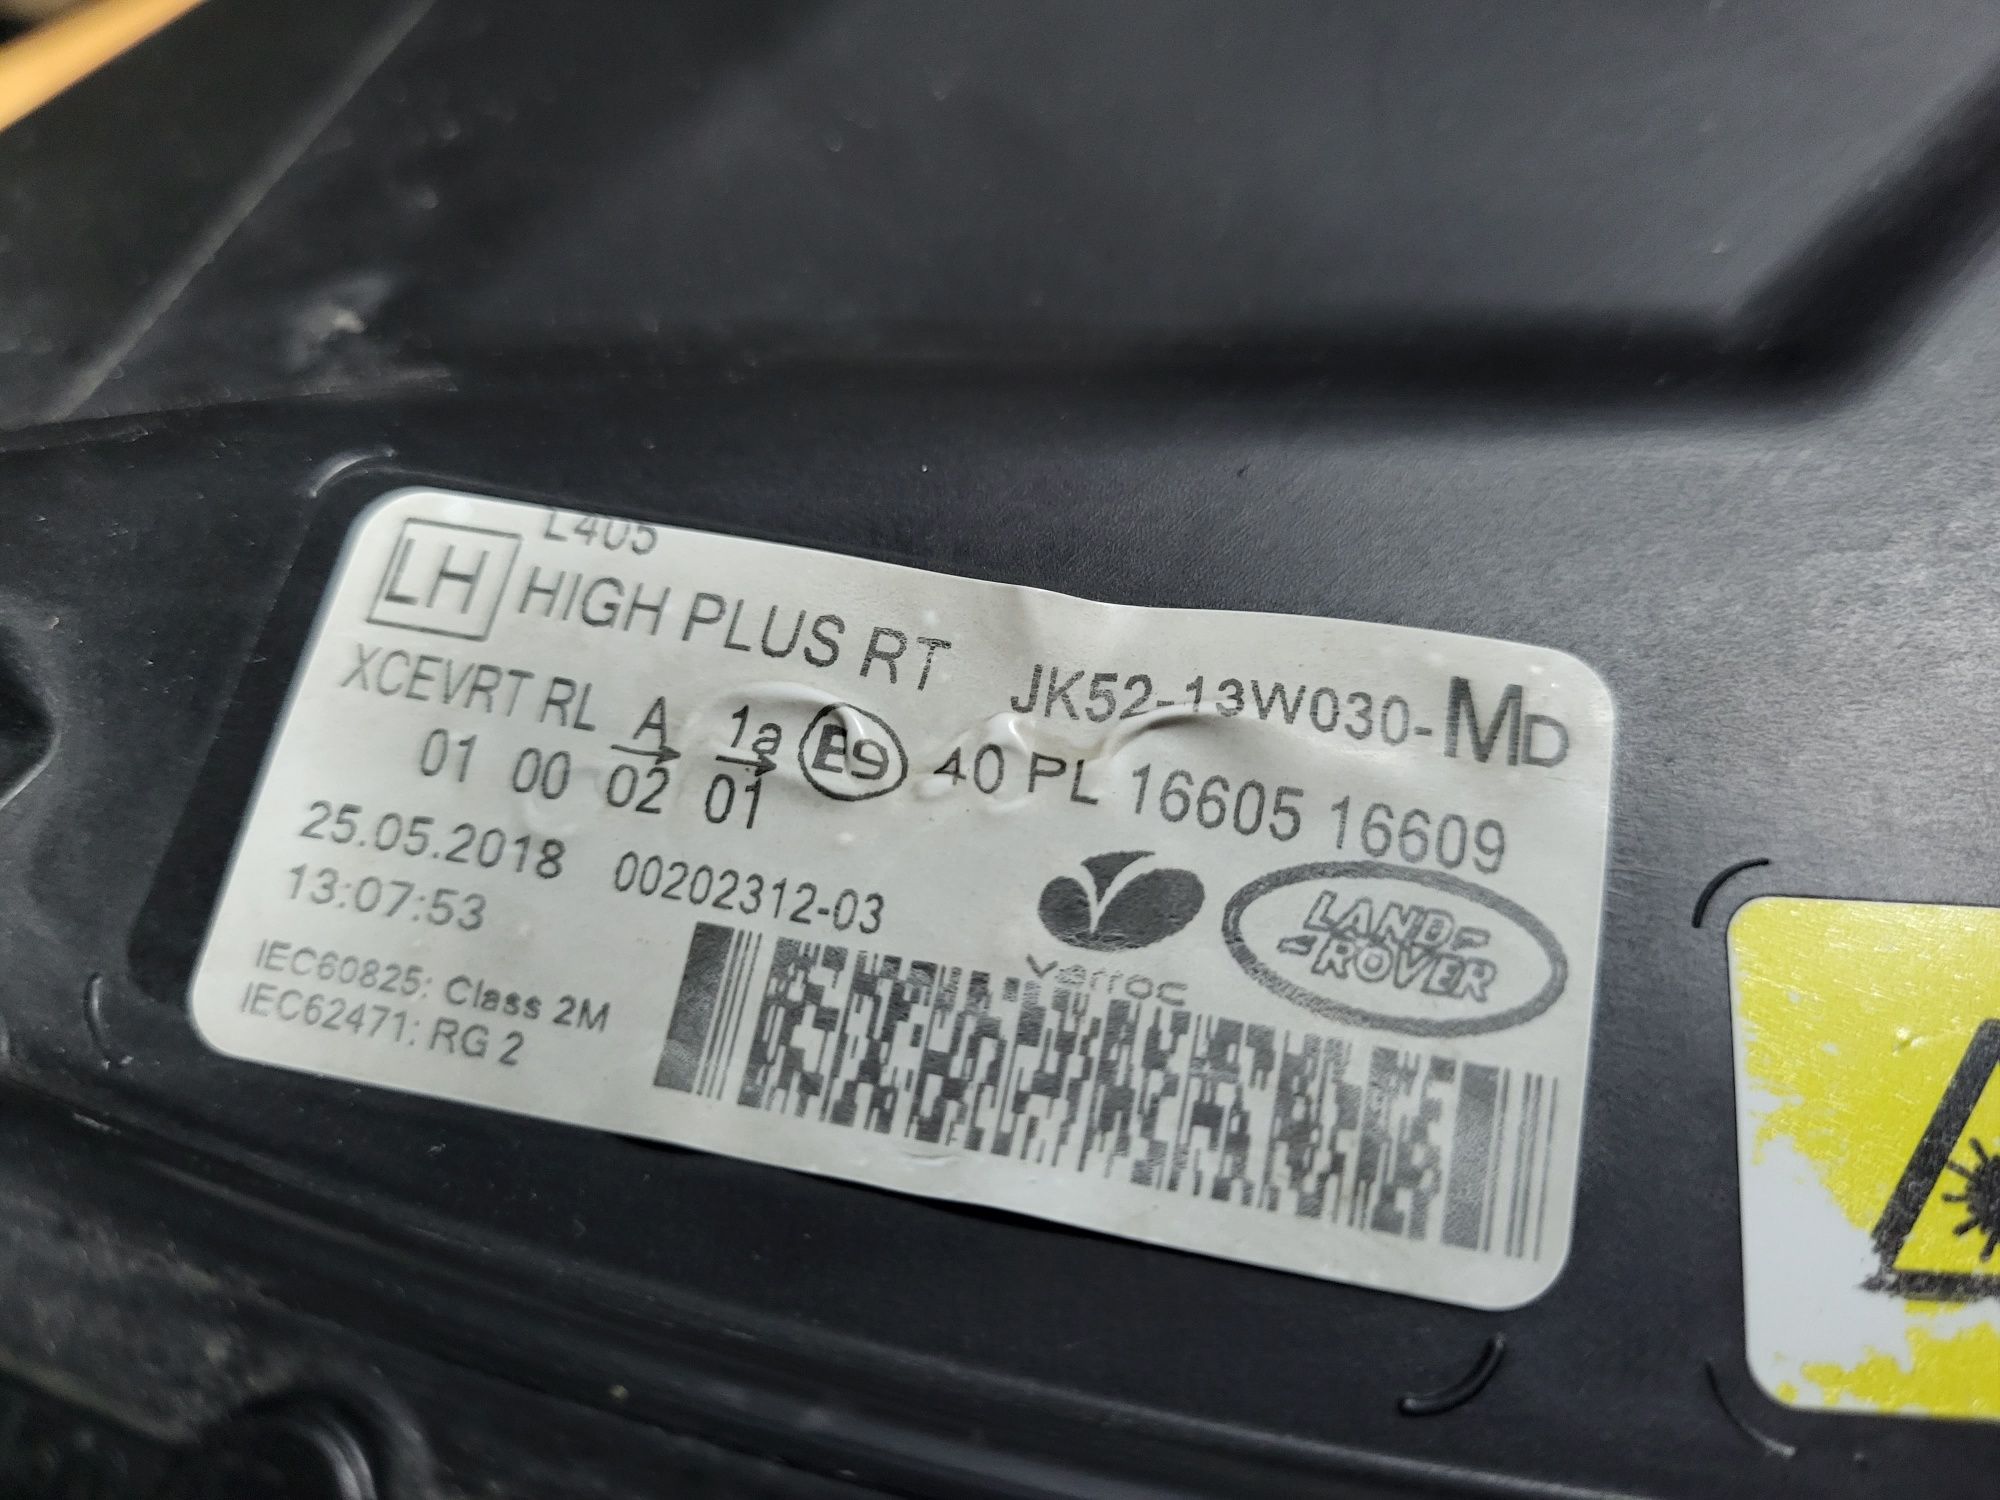 L405
LH HIGH PLUS RT JK52-13W030-MD
XCEVRT RL A 1a E9 40 PL 16605 16609
01 00 02 01
25.05.2018 00202312-03
13:07:53
varroc
LAND
ROVER
IEC60825: Class 2M
IEC62471: RG 2